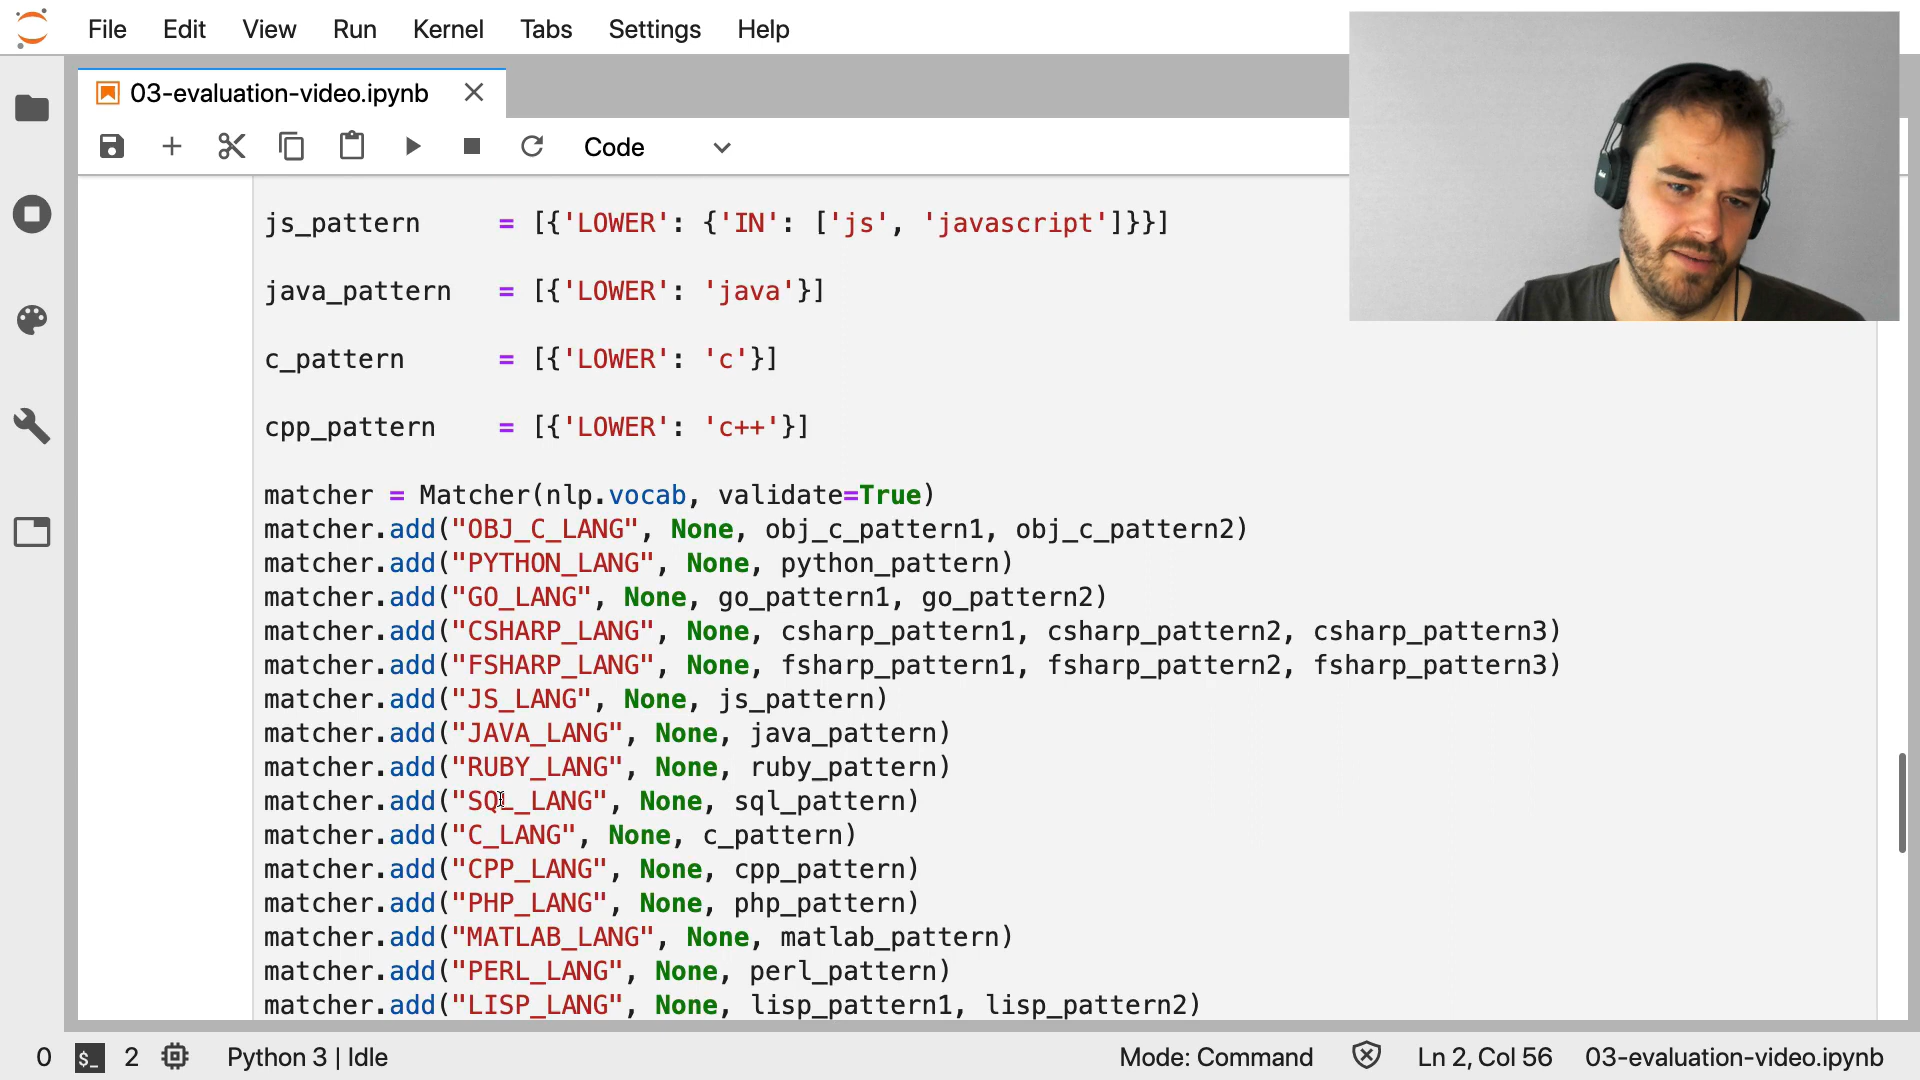 File Edit View Run Kernel Tabs Settings Help
03-evaluation-video.ipynb
Code
js_pattern     = [{'LOWER': {'IN': ['js', 'javascript']}}]
java_pattern   = [{'LOWER': 'java'}]
c_pattern      = [{'LOWER': 'c'}]
cpp_pattern    = [{'LOWER': 'c++'}]
matcher = Matcher(nlp.vocab, validate=True)
matcher.add("OBJ_C_LANG", None, obj_c_pattern1, obj_c_pattern2)
matcher.add("PYTHON_LANG", None, python_pattern)
matcher.add("GO_LANG", None, go_pattern1, go_pattern2)
matcher.add("CSHARP_LANG", None, csharp_pattern1, csharp_pattern2, csharp_pattern3)
matcher.add("FSHARP_LANG", None, fsharp_pattern1, fsharp_pattern2, fsharp_pattern3)
matcher.add("JS_LANG", None, js_pattern)
matcher.add("JAVA_LANG", None, java_pattern)
matcher.add("RUBY_LANG", None, ruby_pattern)
matcher.add("SQL_LANG", None, sql_pattern)
matcher.add("C_LANG", None, c_pattern)
matcher.add("CPP_LANG", None, cpp_pattern)
matcher.add("PHP_LANG", None, php_pattern)
matcher.add("MATLAB_LANG", None, matlab_pattern)
matcher.add("PERL_LANG", None, perl_pattern)
matcher.add("LISP_LANG", None, lisp_pattern1, lisp_pattern2)
0 $_ 2 Python 3 | Idle Mode: Command Ln 2, Col 56 03-evaluation-video.ipynb